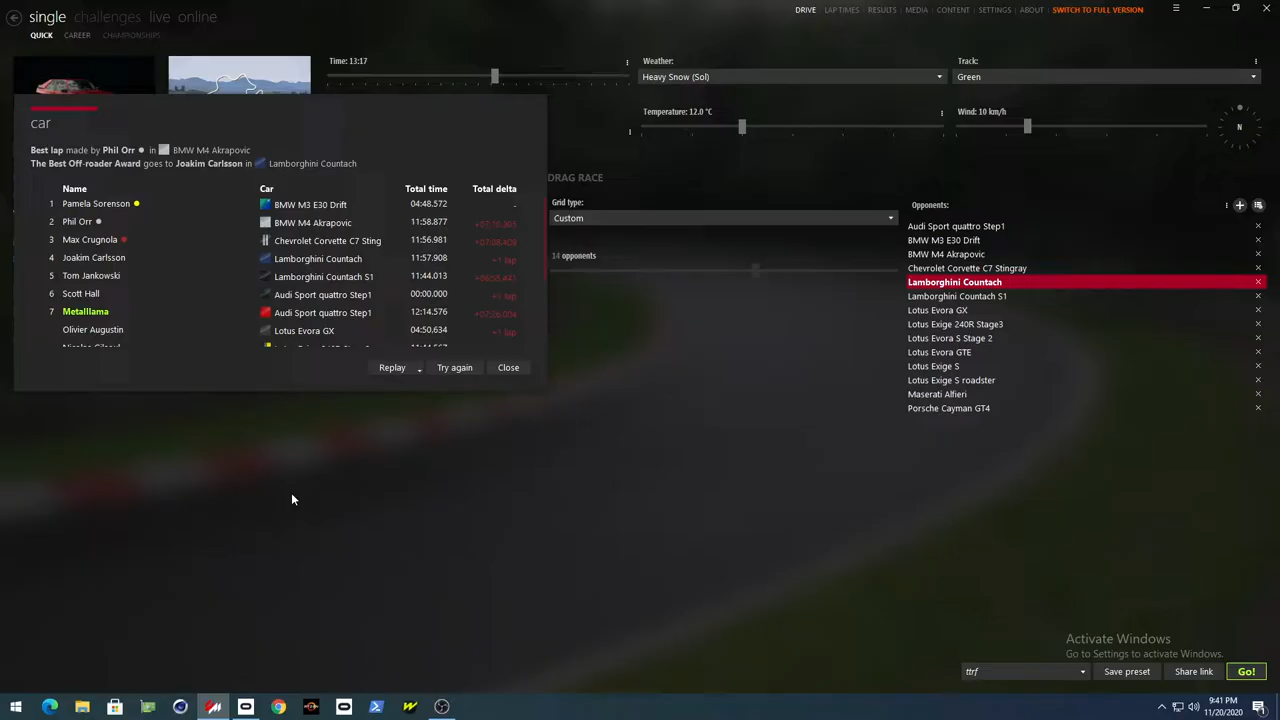 single challenges live online
DRIVE LAP TIMES RESULTS MEDIA CONTENT SETTINGS ABOUT SWITCH TO FULL VERSION
QUICK CAREER CHAMPIONSHIPS
Time: 13:17
Weather:
Track:
Heavy Snow (Sol)
Green
Temperature: 12.0 °C
Wind: 10 km/h
N
car
Best lap made by Phil Orr in BMW M4 Akrapovic
The Best Off-roader Award goes to Joakim Carlsson in Lamborghini Countach
Name Car Total time Total delta
1 Pamela Sorenson BMW M3 E30 Drift 04:48.572 -
2 Phil Orr BMW M4 Akrapovic 11:58.877
3 Max Crugnola Chevrolet Corvette C7 Sting 11:56.981
4 Joakim Carlsson Lamborghini Countach 11:57.908 +1 lap
5 Tom Jankowski Lamborghini Countach S1 11:44.013
6 Scott Hall Audi Sport quattro Step1 00:00.000
7 Metalllama Audi Sport quattro Step1 12:14.576
Olivier Augustin Lotus Evora GX 04:50.634 +1 lap
Replay Try again Close
DRAG RACE
Grid type:
Custom
14 opponents
Opponents:
Audi Sport quattro Step1
BMW M3 E30 Drift
BMW M4 Akrapovic
Chevrolet Corvette C7 Stingray
Lamborghini Countach
Lamborghini Countach S1
Lotus Evora GX
Lotus Exige 240R Stage3
Lotus Evora S Stage 2
Lotus Evora GTE
Lotus Exige S
Lotus Exige S roadster
Maserati Alfieri
Porsche Cayman GT4
Activate Windows
Go to Settings to activate Windows.
ttrf
Save preset Share link Go!
9:41 PM
11/20/2020